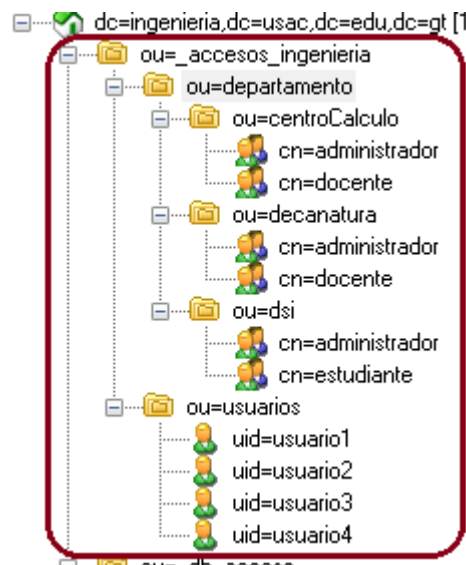 dc=ingenieria,dc=usac,dc=edu,dc=gt [1
ou=_accesos_ingenieria
ou=departamento
ou=centroCalculo
cn=administrador
cn=docente
ou=decanatura
cn=administrador
cn=docente
ou=dsi
cn=administrador
cn=estudiante
ou=usuarios
uid=usuario1
uid=usuario2
uid=usuario3
uid=usuario4